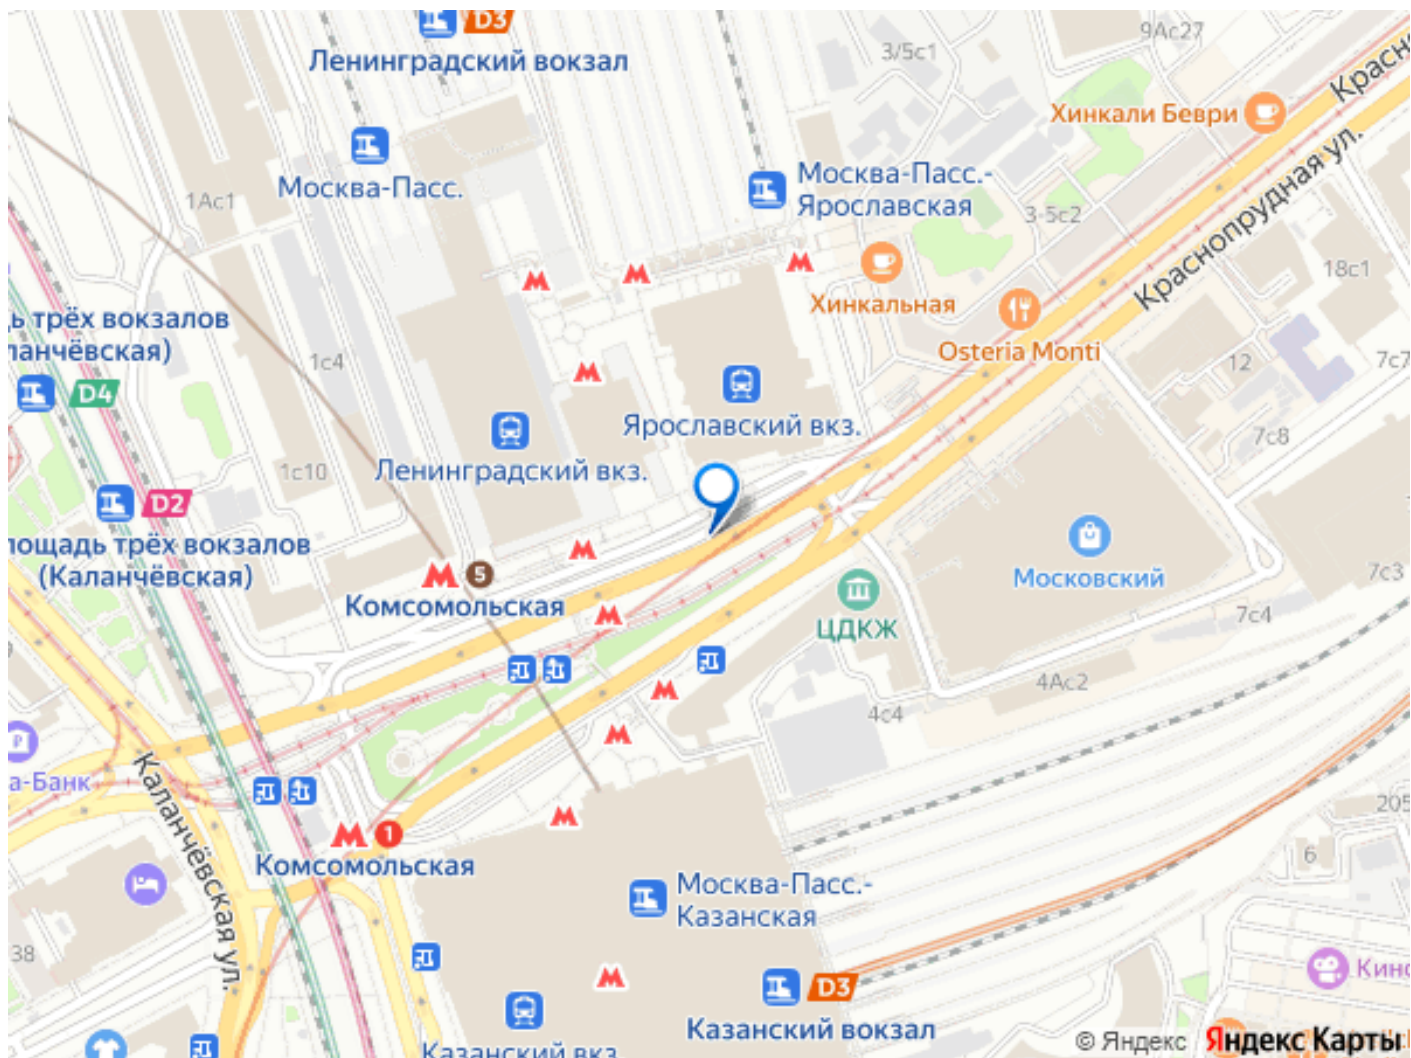 D3
Ленинградский вокзал
3/5с1
9Ас27
Хинкали Беври
Москва-Пасс.
1Ас1
Москва-Пасс.-
Ярославская
3-5с2
Краснопрудная ул.
18с1
Хинкальная
Osteria Monti
12
7с7
7с8
ь трёх вокзалов
ланчёвская)
D4
1с4
Ярославский вкз.
Ленинградский вкз.
1с10
D2
лощадь трёх вокзалов
(Каланчёвская)
5
Комсомольская
Московский
7с3
7с4
ЦДКЖ
4Ас2
4с4
а-Банк
Каланчёвская ул.
1
Комсомольская
205
6
Москва-Пасс.-
Казанская
38
D3
Казанский вокзал
Казанский вкз.
Кино
© Яндекс Яндекс Карты